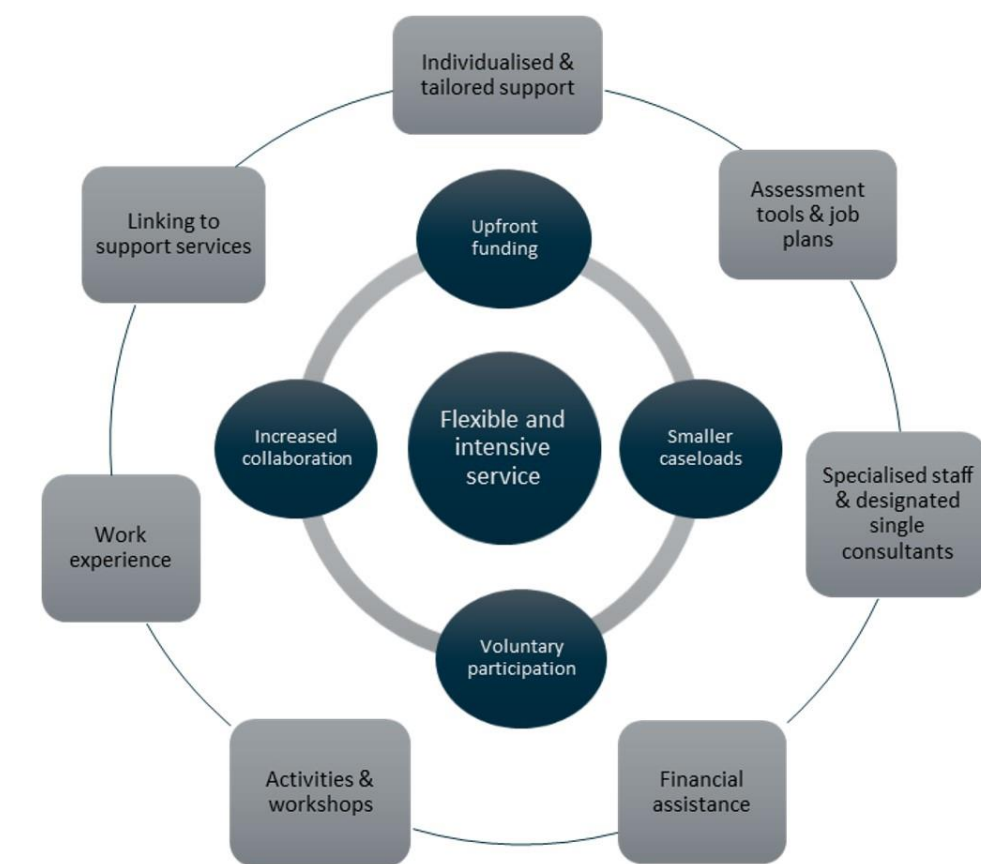 Individualised &
tailored support
Assessment
tools & job
plans
Specialised staff
& designated
single
consultants
Financial
assistance
Activities &
workshops
Work
experience
Linking to
support services
Upfront
funding
Smaller
caseloads
Voluntary
participation
Increased
collaboration
Flexible and
intensive
service